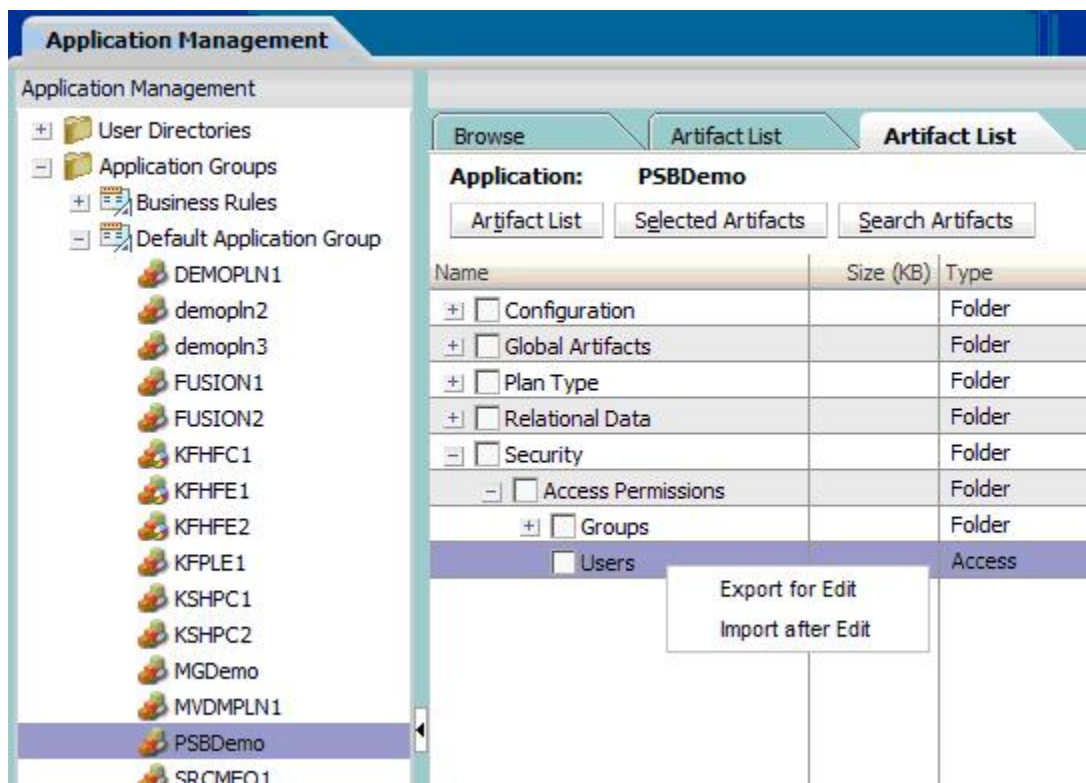 Application Management
Application Management
User Directories
Application Groups
Business Rules
Default Application Group
DEMOPLN1
demopln2
demopln3
FUSION1
FUSION2
KFHFC1
KFHFE1
KFHFE2
KFPLE1
KSHPC1
KSHPC2
MGDemo
MVDMPLN1
PSBDemo
Browse
Artifact List
Artifact List
Application: PSBDemo
Artifact List
Selected Artifacts
Search Artifacts
Name Size (KB) Type
Configuration Folder
Global Artifacts Folder
Plan Type Folder
Relational Data Folder
Security Folder
Access Permissions Folder
Groups Folder
Users Access
Export for Edit
Import after Edit